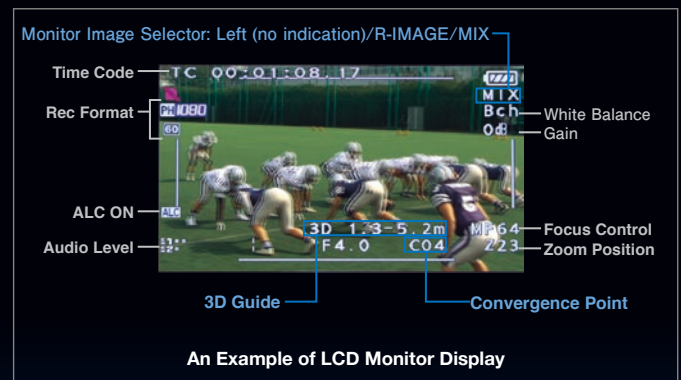 Monitor Image Selector: Left (no indication)/R-IMAGE/MIX
Time Code
TC 00:01:08.17
MIX
Rec Format
PH 1080
Bch
White Balance
60
0dB
Gain
ALC ON
ALC
3D 1.3-5.2m
MF64
Focus Control
Audio Level
F4.0
C04
Z23
Zoom Position
3D Guide
Convergence Point
An Example of LCD Monitor Display